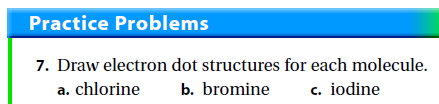 Practice Problems
7. Draw electron dot structures for each molecule.
a. chlorine b. bromine c. iodine